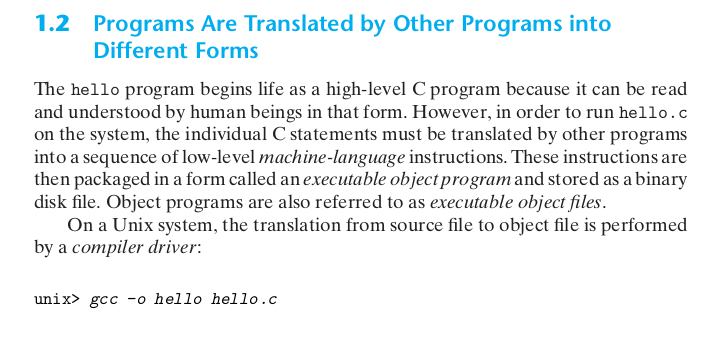 1.2 Programs Are Translated by Other Programs into
Different Forms
The hello program begins life as a high-level C program because it can be read
and understood by human beings in that form. However, in order to run hello.c
on the system, the individual C statements must be translated by other programs
into a sequence of low-level machine-language instructions. These instructions are
then packaged in a form called an executable object program and stored as a binary
disk file. Object programs are also referred to as executable object files.
On a Unix system, the translation from source file to object file is performed
by a compiler driver:
unix> gcc -o hello hello.c